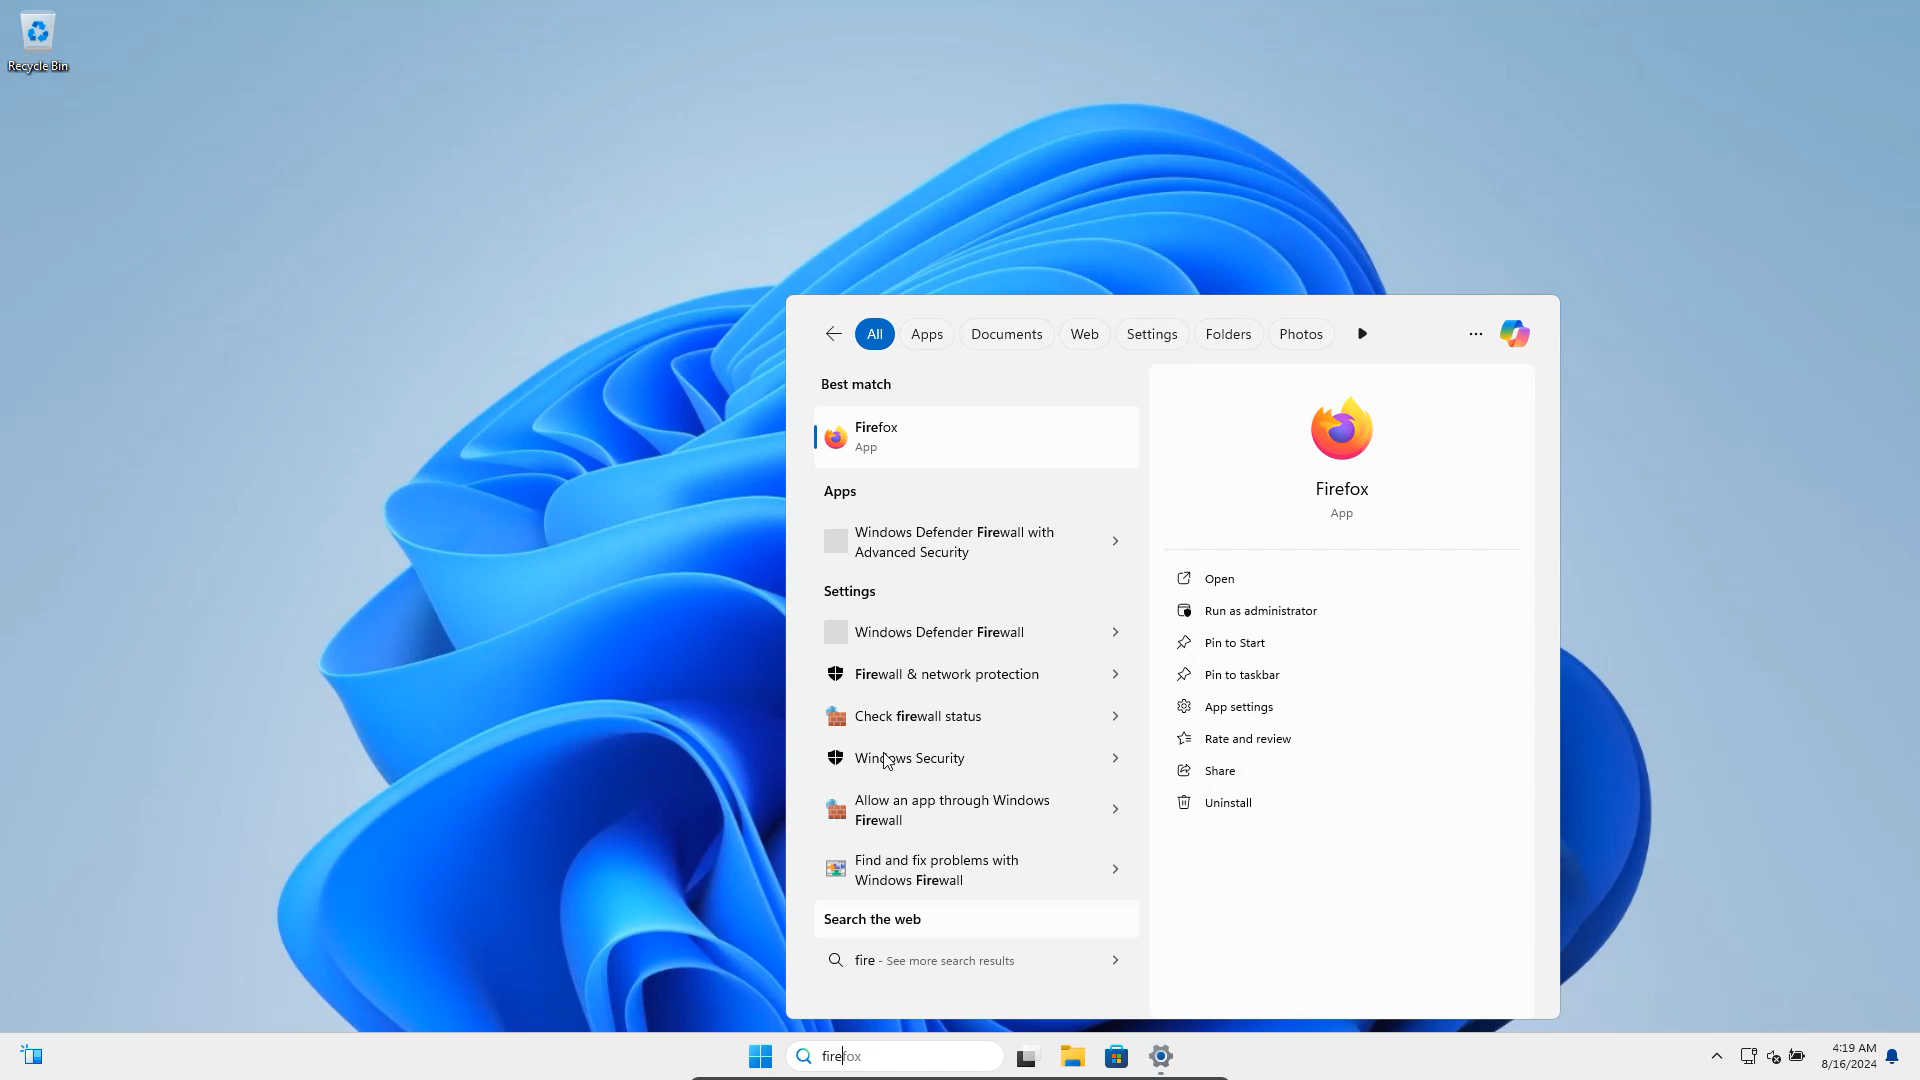 Recycle Bin
All
Apps
Documents
Web
Settings
Folders
Photos
Best match
Firefox
App
Apps
Windows Defender Firewall with
Advanced Security
Settings
Windows Defender Firewall
Firewall & network protection
Check firewall status
Windows Security
Allow an app through Windows
Firewall
Find and fix problems with
Windows Firewall
Search the web
fire - See more search results
Firefox
App
Open
Run as administrator
Pin to Start
Pin to taskbar
App settings
Rate and review
Share
Uninstall
firefox
4:19 AM
8/16/2024